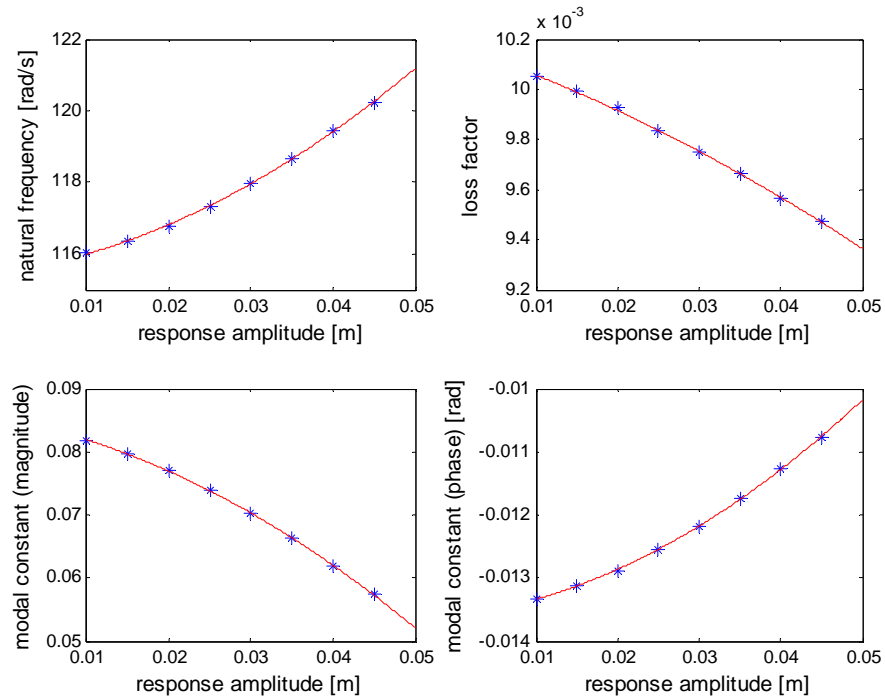 122
120
118
116
natural frequency [rad/s]
0.01 0.02 0.03 0.04 0.05
response amplitude [m]
x 10^-3
10.2
10
9.8
9.6
9.4
9.2
loss factor
0.01 0.02 0.03 0.04 0.05
response amplitude [m]
0.09
0.08
0.07
0.06
0.05
modal constant (magnitude)
0.01 0.02 0.03 0.04 0.05
response amplitude [m]
-0.01
-0.011
-0.012
-0.013
-0.014
modal constant (phase) [rad]
0.01 0.02 0.03 0.04 0.05
response amplitude [m]